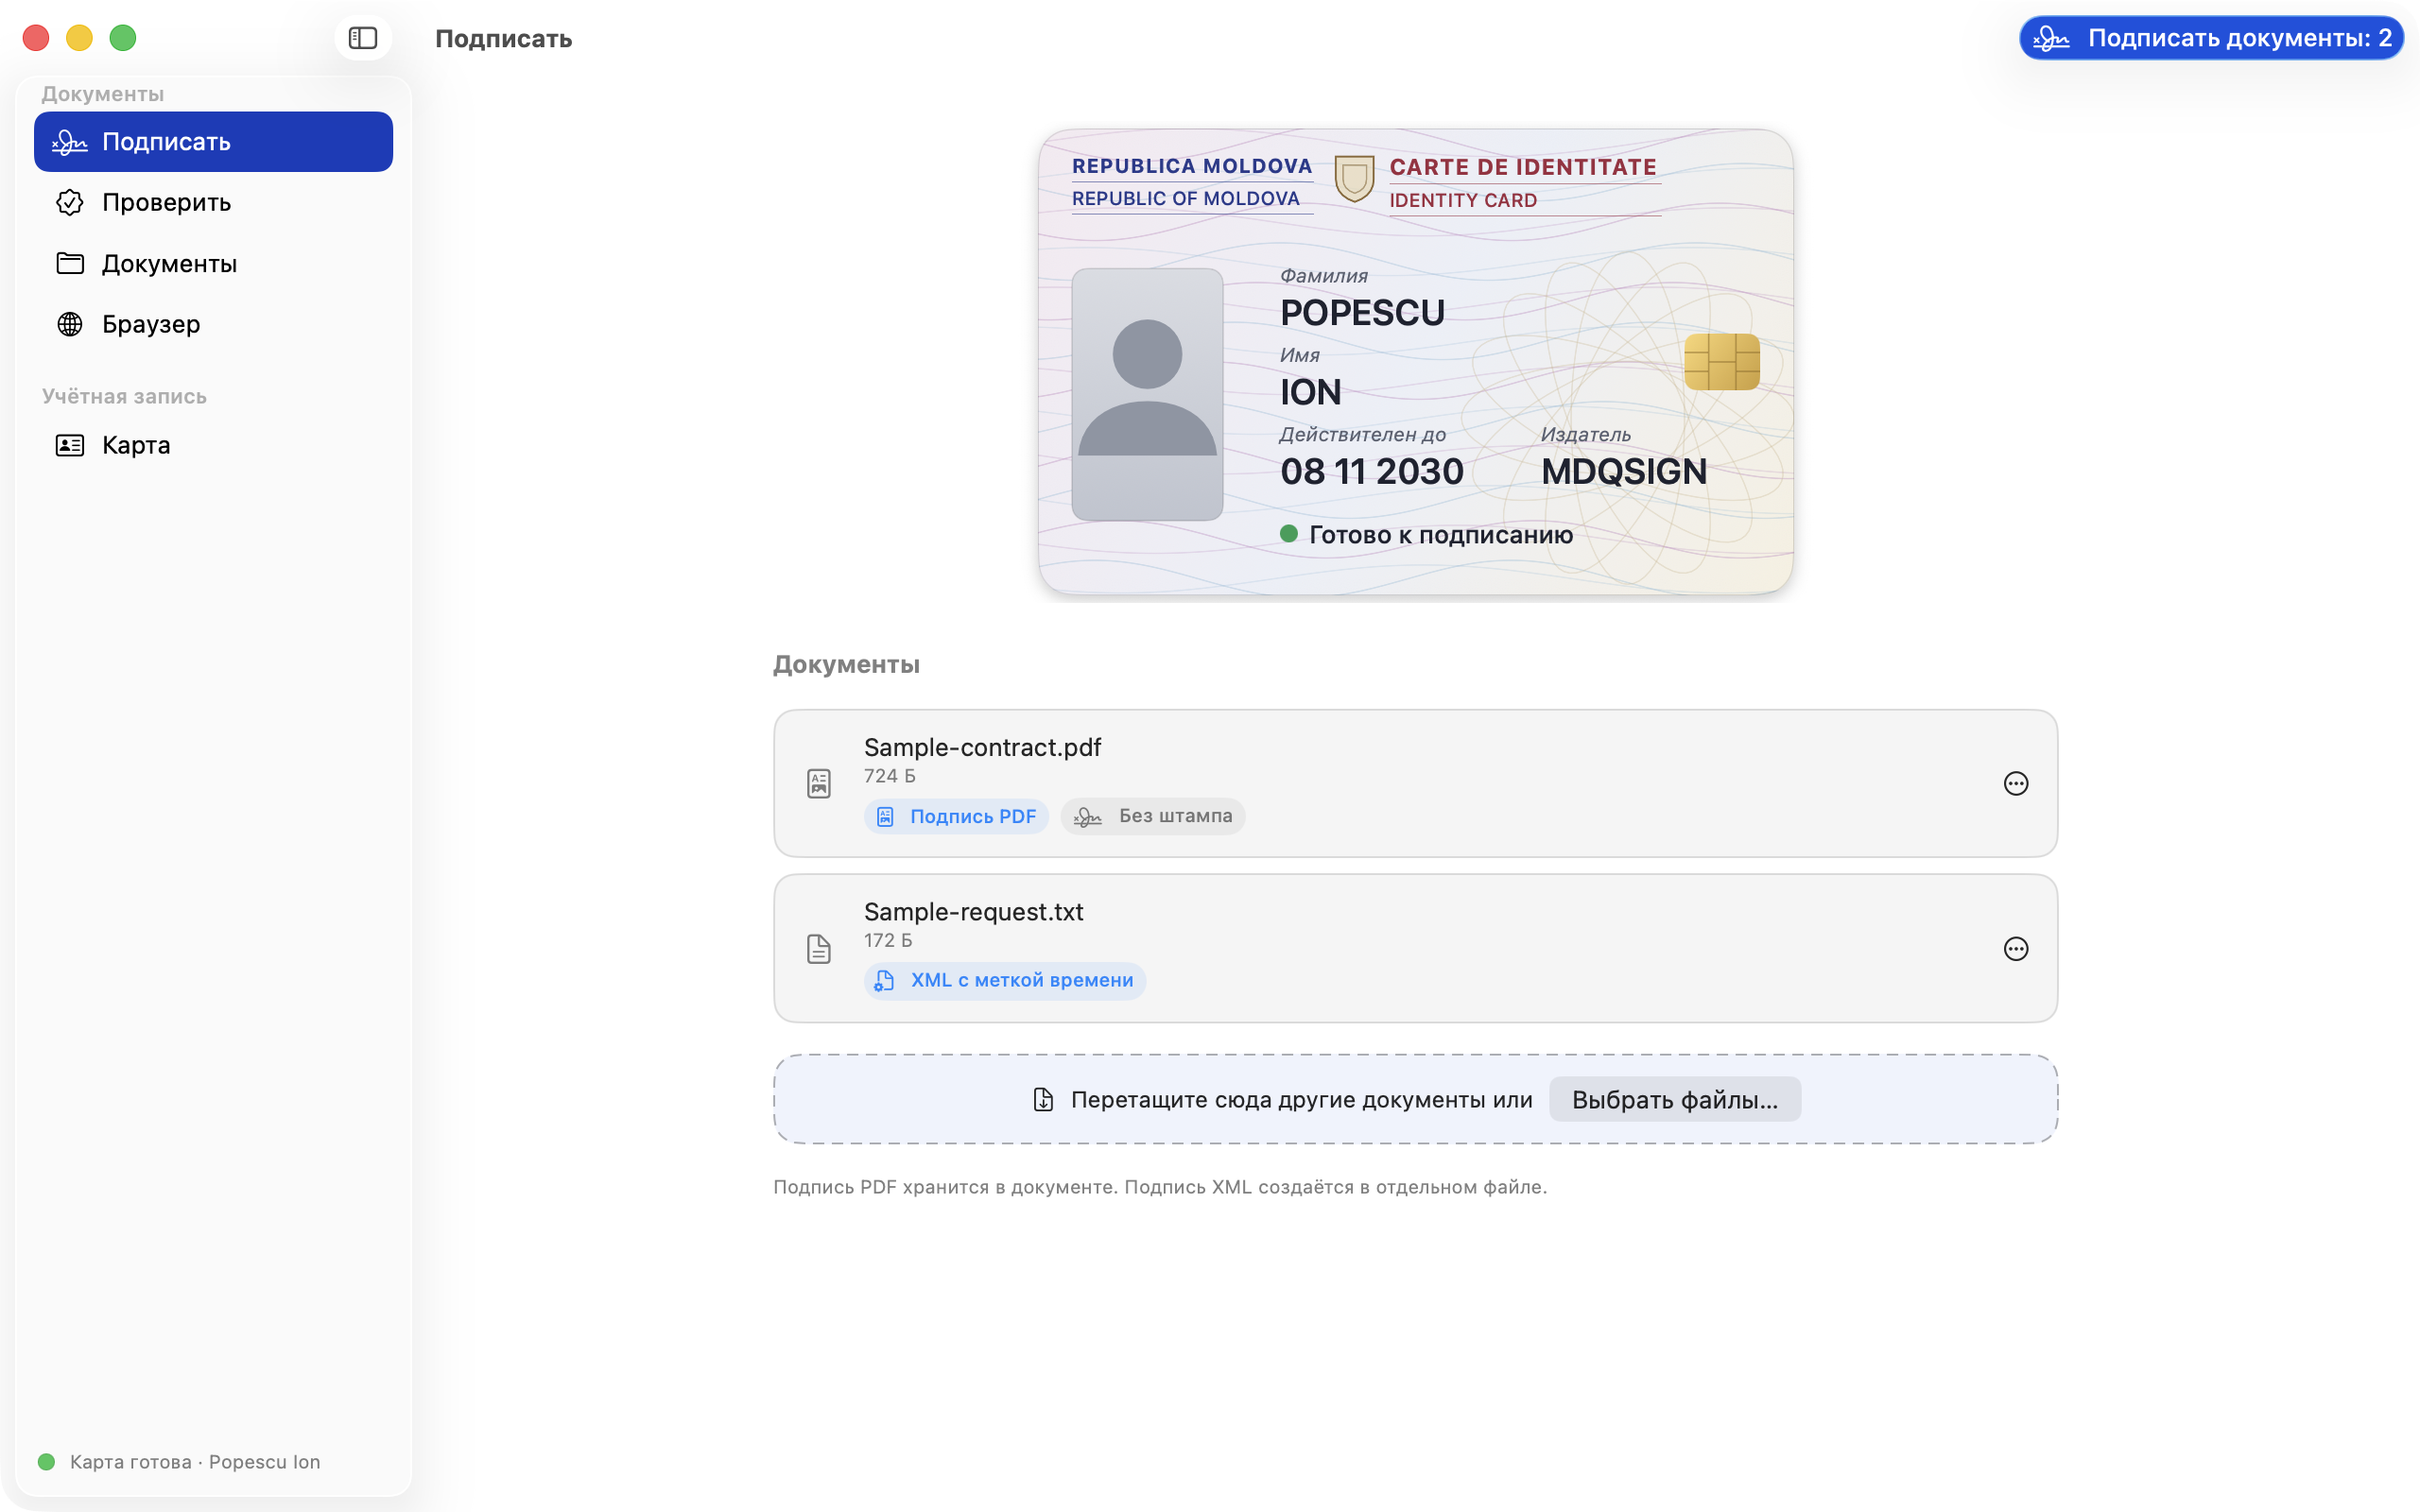 Подписать
Подписать документы: 2
Документы
Подписать
Проверить
Документы
Браузер
Учётная запись
Карта
Карта готова · Popescu Ion
REPUBLICA MOLDOVA
REPUBLIC OF MOLDOVA
CARTE DE IDENTITATE
IDENTITY CARD
Фамилия
POPESCU
Имя
ION
Действителен до
08 11 2030
Издатель
MDQSIGN
Готово к подписанию
Документы
Sample-contract.pdf
724 Б
Подпись PDF
Без штампа
Sample-request.txt
172 Б
XML с меткой времени
Перетащите сюда другие документы или
Выбрать файлы...
Подпись PDF хранится в документе. Подпись XML создаётся в отдельном файле.